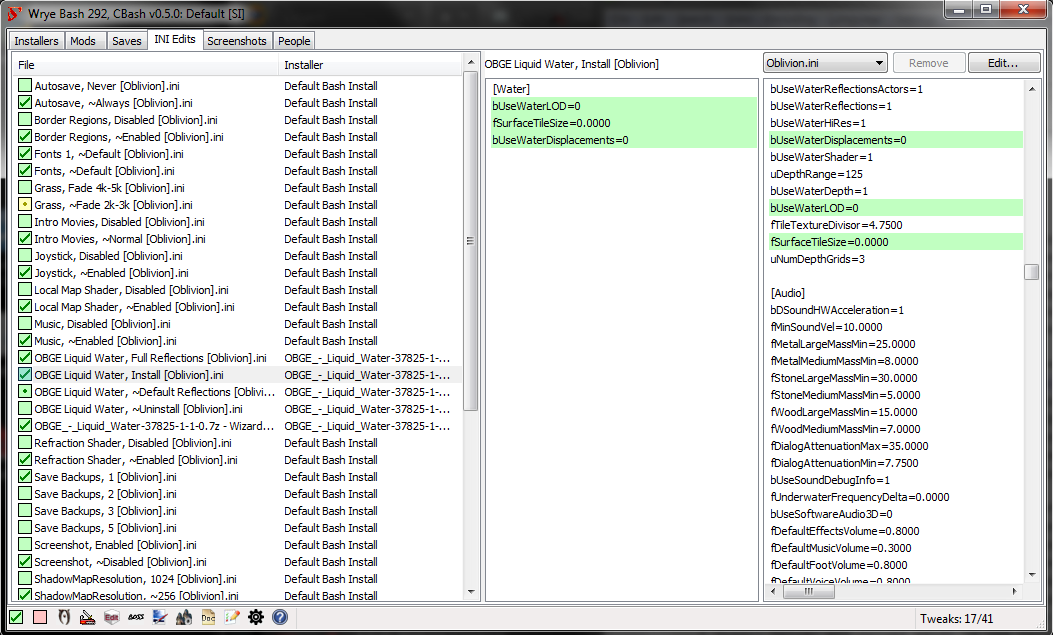 Wrye Bash 292, CBash v0.5.0: Default [SI]
Installers Mods Saves INI Edits Screenshots People
File Installer
Autosave, Never [Oblivion].ini Default Bash Install
Autosave, ~Always [Oblivion].ini Default Bash Install
Border Regions, Disabled [Oblivion].ini Default Bash Install
Border Regions, ~Enabled [Oblivion].ini Default Bash Install
Fonts 1, ~Default [Oblivion].ini Default Bash Install
Fonts, ~Default [Oblivion].ini Default Bash Install
Grass, Fade 4k-5k [Oblivion].ini Default Bash Install
Grass, ~Fade 2k-3k [Oblivion].ini Default Bash Install
Intro Movies, Disabled [Oblivion].ini Default Bash Install
Intro Movies, ~Normal [Oblivion].ini Default Bash Install
Joystick, Disabled [Oblivion].ini Default Bash Install
Joystick, ~Enabled [Oblivion].ini Default Bash Install
Local Map Shader, Disabled [Oblivion].ini Default Bash Install
Local Map Shader, ~Enabled [Oblivion].ini Default Bash Install
Music, Disabled [Oblivion].ini Default Bash Install
Music, ~Enabled [Oblivion].ini Default Bash Install
OBGE Liquid Water, Full Reflections [Oblivion].ini OBGE_-_Liquid_Water-37825-1-...
OBGE Liquid Water, Install [Oblivion].ini OBGE_-_Liquid_Water-37825-1-...
OBGE Liquid Water, ~Default Reflections [Oblivi... OBGE_-_Liquid_Water-37825-1-...
OBGE Liquid Water, ~Uninstall [Oblivion].ini OBGE_-_Liquid_Water-37825-1-...
OBGE_-_Liquid_Water-37825-1-1-0.7z - Wizard... OBGE_-_Liquid_Water-37825-1-...
Refraction Shader, Disabled [Oblivion].ini Default Bash Install
Refraction Shader, ~Enabled [Oblivion].ini Default Bash Install
Save Backups, 1 [Oblivion].ini Default Bash Install
Save Backups, 2 [Oblivion].ini Default Bash Install
Save Backups, 3 [Oblivion].ini Default Bash Install
Save Backups, 5 [Oblivion].ini Default Bash Install
Screenshot, Enabled [Oblivion].ini Default Bash Install
Screenshot, ~Disabled [Oblivion].ini Default Bash Install
ShadowMapResolution, 1024 [Oblivion].ini Default Bash Install
ShadowMapResolution, ~256 [Oblivion].ini Default Bash Install
OBGE Liquid Water, Install [Oblivion]
[Water]
bUseWaterLOD=0
fSurfaceTileSize=0.0000
bUseWaterDisplacements=0
Oblivion.ini Remove Edit...
bUseWaterReflectionsActors=1
bUseWaterReflections=1
bUseWaterHiRes=1
bUseWaterDisplacements=0
bUseWaterShader=1
uDepthRange=125
bUseWaterDepth=1
bUseWaterLOD=0
fTileTextureDivisor=4.7500
fSurfaceTileSize=0.0000
uNumDepthGrids=3
[Audio]
bDSoundHWAcceleration=1
fMinSoundVel=10.0000
fMetalLargeMassMin=25.0000
fMetalMediumMassMin=8.0000
fStoneLargeMassMin=30.0000
fStoneMediumMassMin=5.0000
fWoodLargeMassMin=15.0000
fWoodMediumMassMin=7.0000
fDialogAttenuationMax=35.0000
fDialogAttenuationMin=7.7500
bUseSoundDebugInfo=1
fUnderwaterFrequencyDelta=0.0000
bUseSoftwareAudio3D=0
fDefaultEffectsVolume=0.8000
fDefaultMusicVolume=0.3000
fDefaultFootVolume=0.8000
fDefaultVoiceVolume=0.8000
Edit BOSS Doc
Tweaks: 17/41